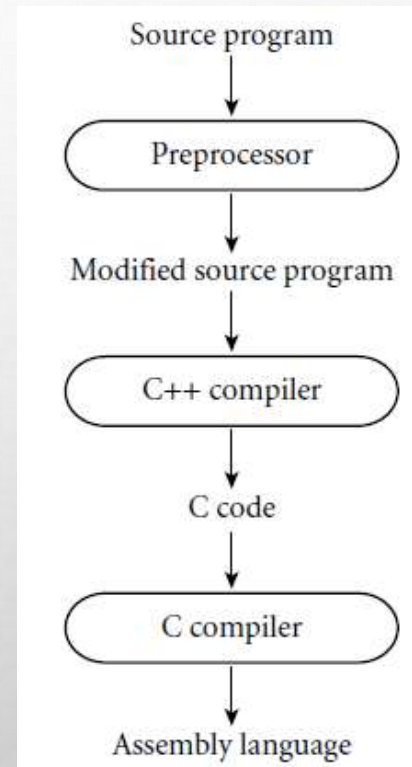 Source program
Preprocessor
Modified source program
C++ compiler
C code
C compiler
Assembly language